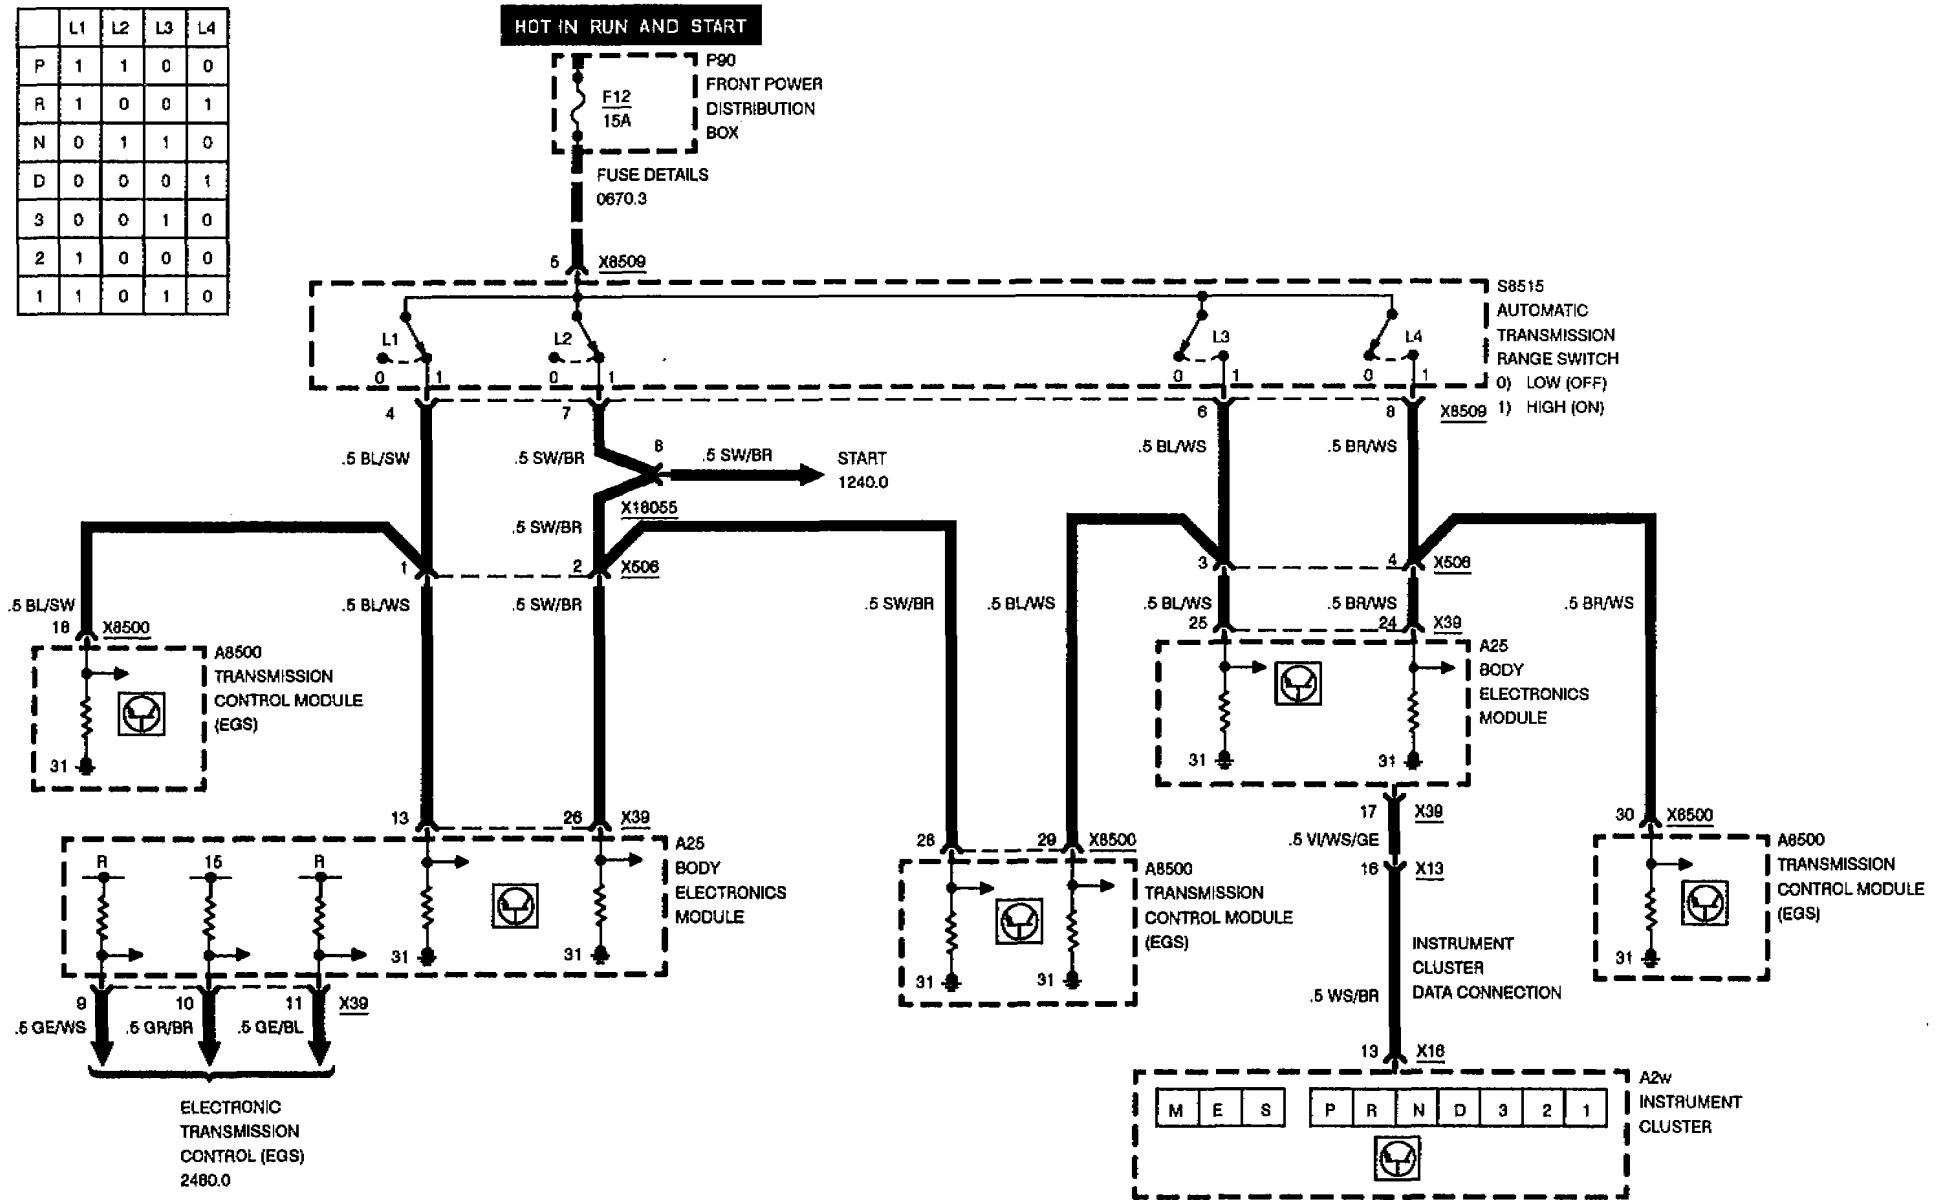 L1 L2 L3 L4
P 1 1 0 0
R 1 0 0 1
N 0 1 1 0
D 0 0 0 1
3 0 0 1 0
2 1 0 0 0
1 1 0 1 0
HOT IN RUN AND START
P90
FRONT POWER
DISTRIBUTION
BOX
F12
15A
FUSE DETAILS
0670.3
5 X8509
S8515
AUTOMATIC
TRANSMISSION
RANGE SWITCH
0) LOW (OFF)
1) HIGH (ON)
L1 L2 L3 L4
0 1 0 1 0 1 0 1
4 7 6 8 X8509
.5 BL/SW .5 SW/BR .5 BL/WS .5 BR/WS
8 .5 SW/BR START
1240.0
X18055
.5 SW/BR
1 2 X506 3 4 X506
.5 BL/SW .5 BL/WS .5 SW/BR .5 SW/BR .5 BL/WS .5 BL/WS .5 BR/WS .5 BR/WS
18 X8500 25 24 X39
A8500
TRANSMISSION
CONTROL MODULE
(EGS)
31
A25
BODY
ELECTRONICS
MODULE
31 31
13 26 X39
17 X39
.5 VI/WS/GE
16 X13
28 29 X8500
30 X8500
A25
BODY
ELECTRONICS
MODULE
R 15 R
31 31
A8500
TRANSMISSION
CONTROL MODULE
(EGS)
31 31
A8500
TRANSMISSION
CONTROL MODULE
(EGS)
31
INSTRUMENT
CLUSTER
DATA CONNECTION
.5 WS/BR
9 10 11 X39
.5 GE/WS .5 GR/BR .5 GE/BL
13 X16
ELECTRONIC
TRANSMISSION
CONTROL (EGS)
2460.0
A2w
INSTRUMENT
CLUSTER
M E S P R N D 3 2 1